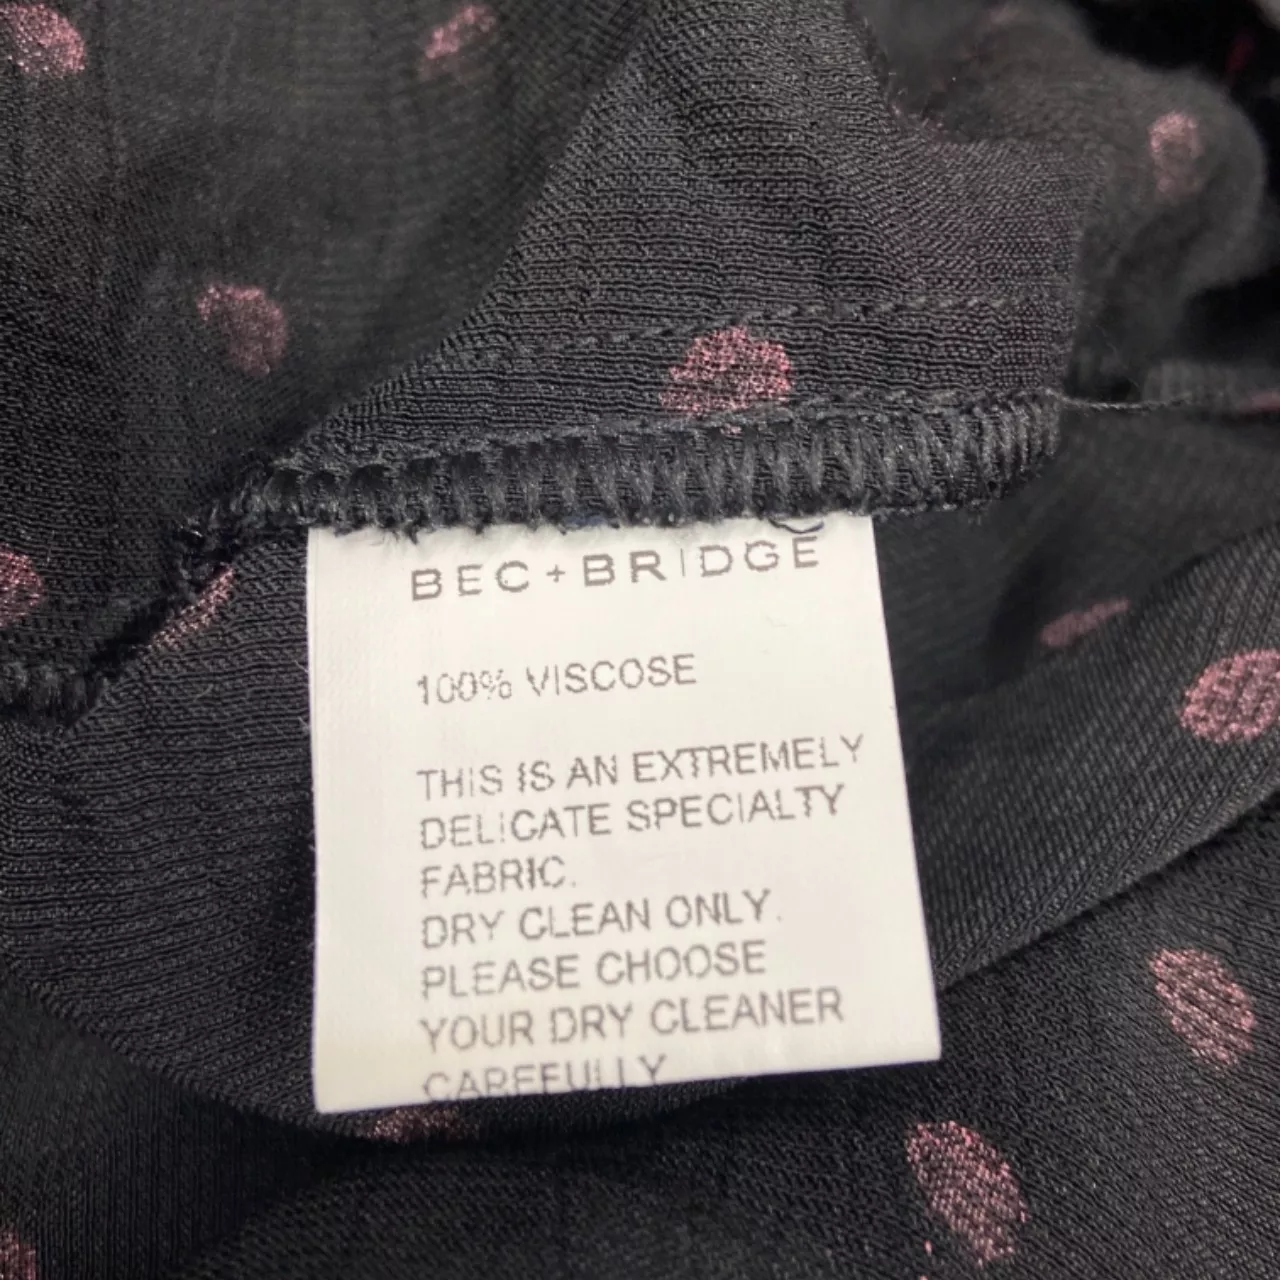 BEC+BRIDGE
100% VISCOSE
THIS IS AN EXTREMELY
DELICATE SPECIALTY
FABRIC.
DRY CLEAN ONLY.
PLEASE CHOOSE
YOUR DRY CLEANER
CAREFULLY